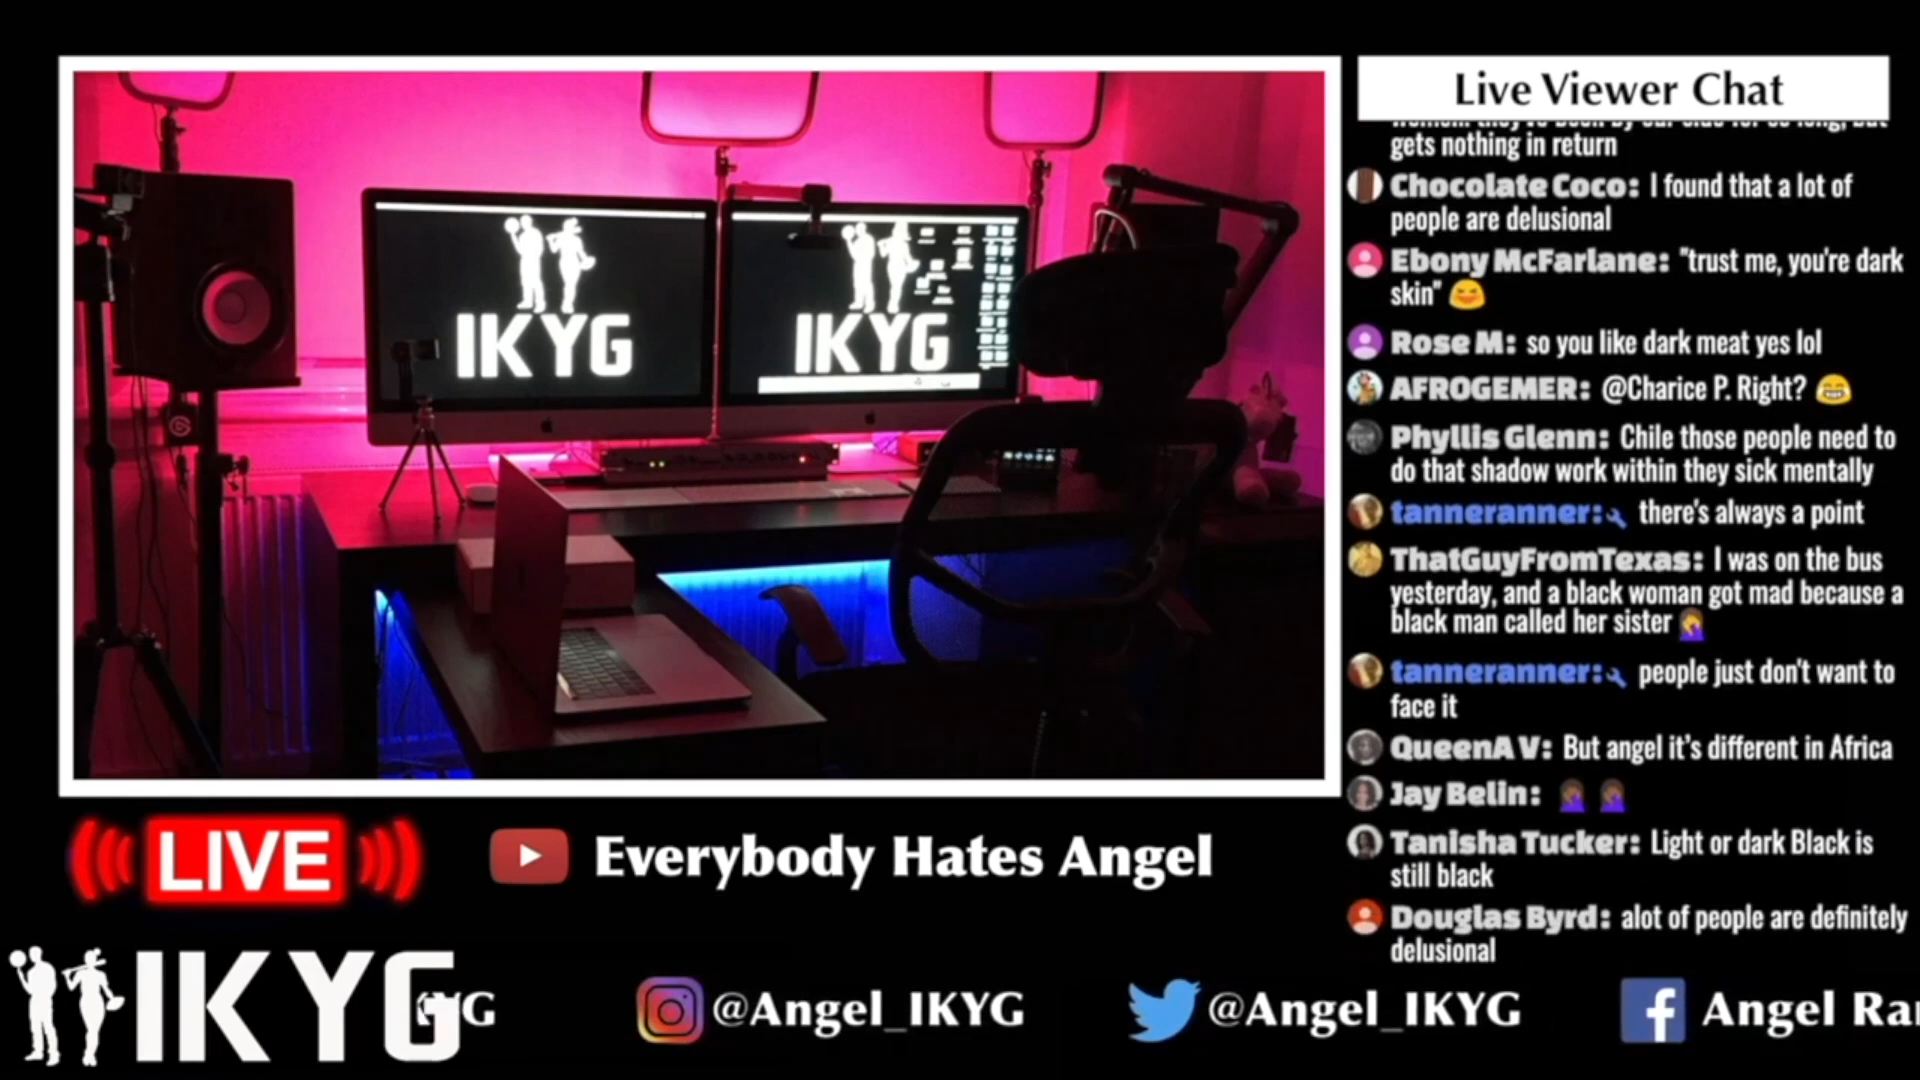 Live Viewer Chat
gets nothing in return
Chocolate Coco: I found that a lot of
people are delusional
Ebony McFarlane: "trust me, you're dark
skin" 😆
Rose M: so you like dark meat yes lol
AFROGEMER: @Charice P. Right? 😂
Phyllis Glenn: Chile those people need to
do that shadow work within they sick mentally
tanneranner: there's always a point
ThatGuyFromTexas: I was on the bus
yesterday, and a black woman got mad because a
black man called her sister
tanneranner: people just don't want to
face it
QueenA V: But angel it's different in Africa
Jay Belin:
Tanisha Tucker: Light or dark Black is
still black
Douglas Byrd: alot of people are definitely
delusional
IKYG
IKYG
LIVE
Everybody Hates Angel
IKYG
@Angel_IKYG
@Angel_IKYG
Angel